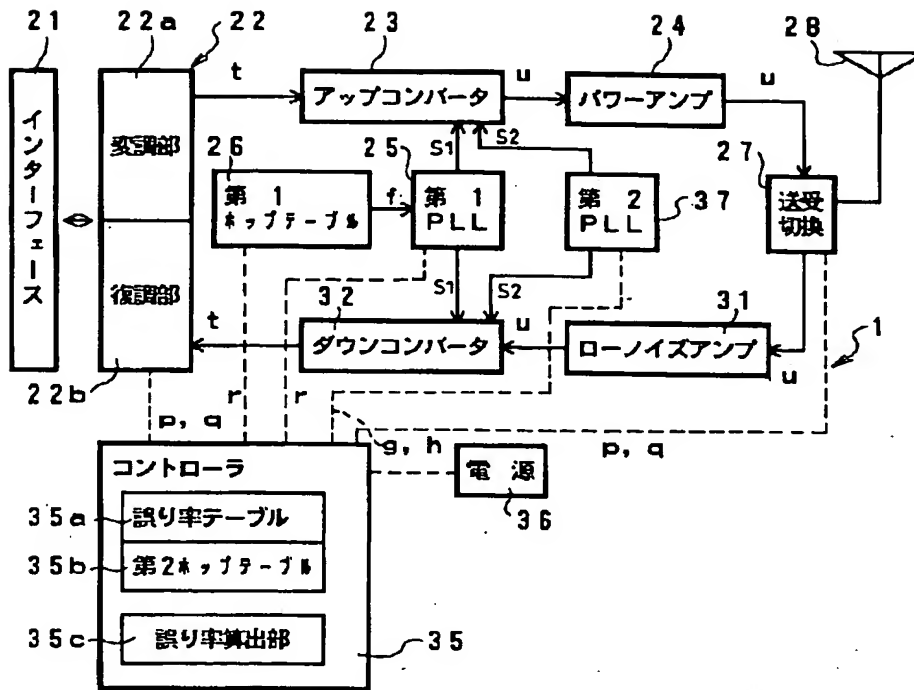 21
22a
22
23
24
28
t
u
u
インターフェース
変調部
復調部
アップコンバータ
パワーアンプ
26
25
S1
S2
27
37
第1
ホップテーブル
f
第1
PLL
第2
PLL
送受
切換
32
S1
S2
31
1
t
ダウンコンバータ
u
ローノイズアンプ
u
22b
p, q
r
r
g, h
p, q
コントローラ
電源
36
35a
誤り率テーブル
35b
第2ホップテーブル
35c
誤り率算出部
35